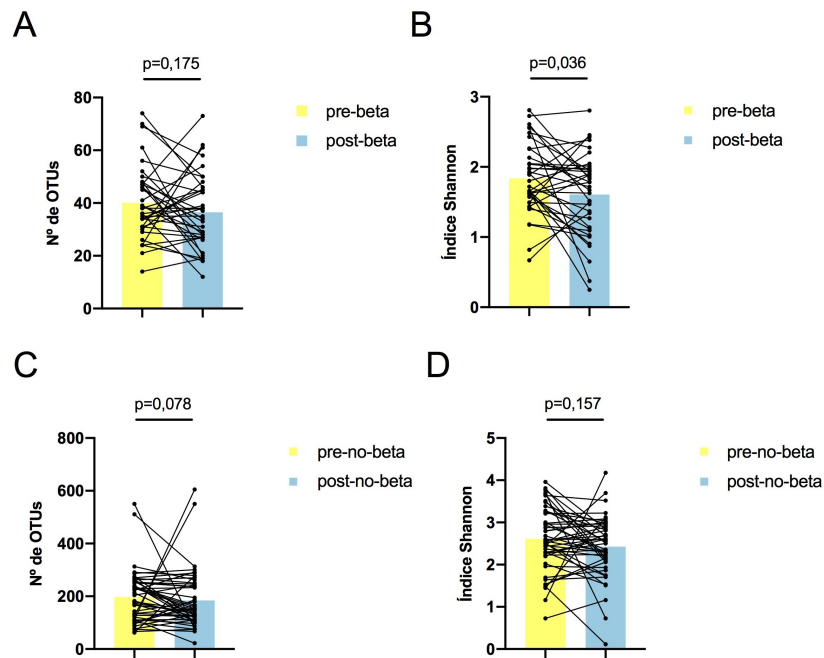 A
p=0,175
Nº de OTUs
80
60
40
20
0
pre-beta
post-beta
B
p=0,036
Índice Shannon
3
2
1
0
pre-beta
post-beta
C
p=0,078
Nº de OTUs
800
600
400
200
0
pre-no-beta
post-no-beta
D
p=0,157
Índice Shannon
5
4
3
2
1
0
pre-no-beta
post-no-beta